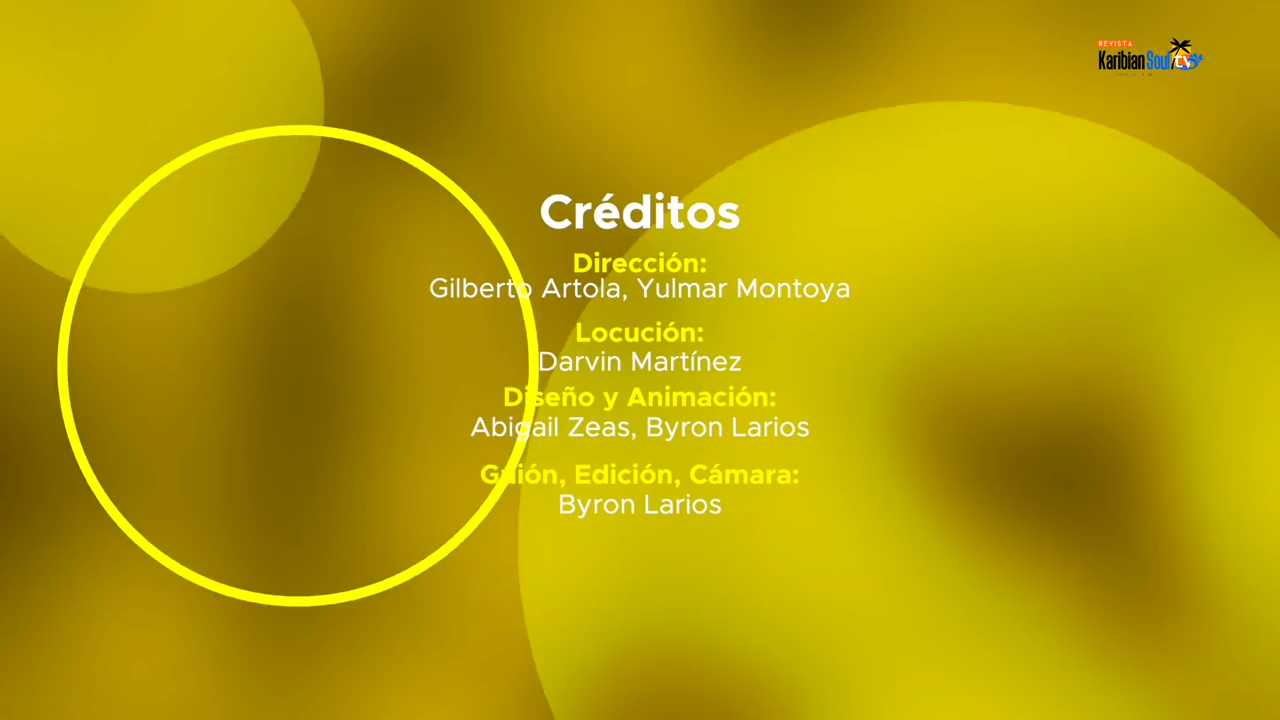 REVISTA
Karibian Soul/tv
Créditos
Dirección:
Gilberto Artola, Yulmar Montoya
Locución:
Darvin Martínez
Diseño y Animación:
Abigail Zeas, Byron Larios
Guión, Edición, Cámara:
Byron Larios